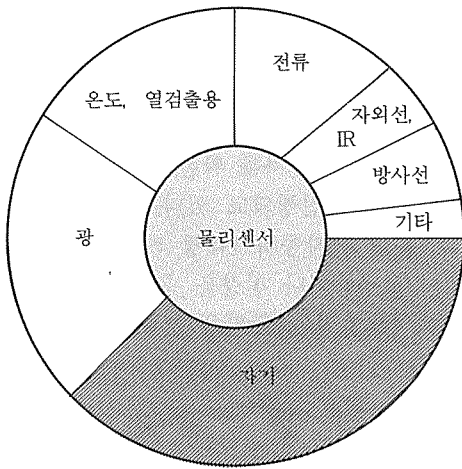 전류
온도, 열검출용
자외선,
IR
방사선
기타
광
물리센서
자기